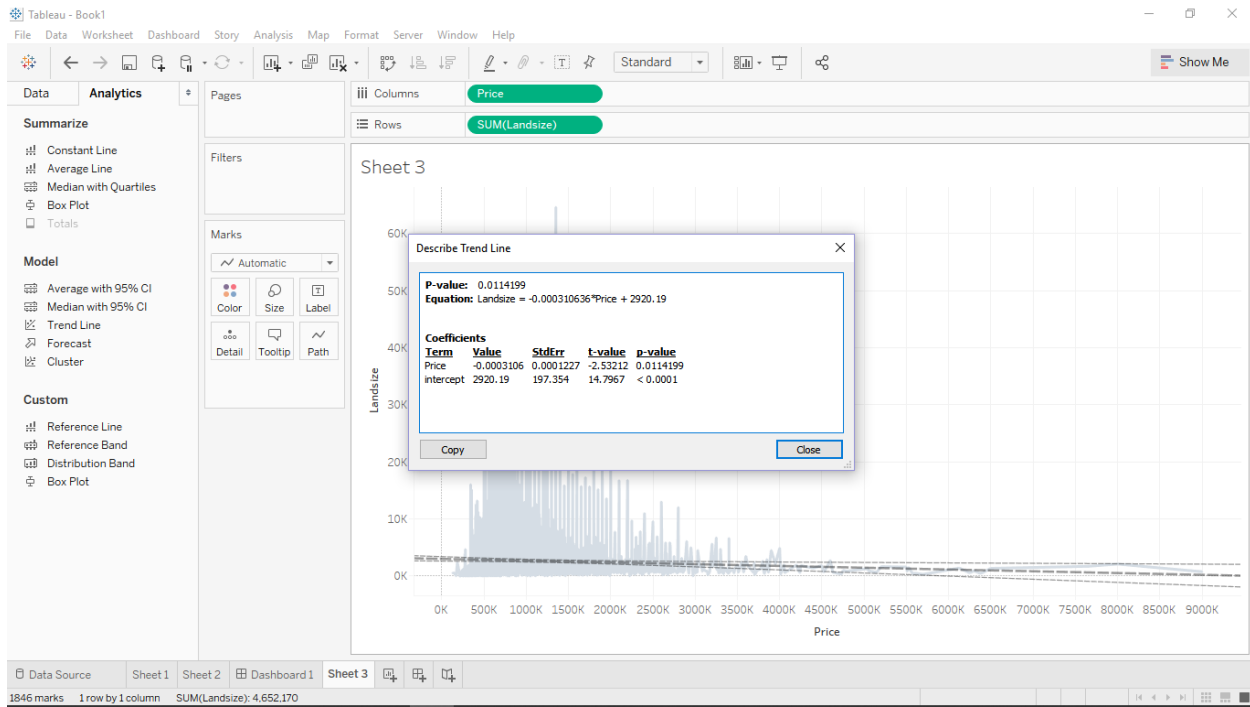 Tableau - Book1
File Data Worksheet Dashboard Story Analysis Map Format Server Window Help
Standard
Show Me
Data Analytics
Pages
Columns Price
Rows SUM(Landsize)
Summarize
Constant Line
Average Line
Median with Quartiles
Box Plot
Totals
Model
Average with 95% CI
Median with 95% CI
Trend Line
Forecast
Cluster
Custom
Reference Line
Reference Band
Distribution Band
Box Plot
Filters
Marks
Automatic
Color Size Label
Detail Tooltip Path
Sheet 3
60K
50K
40K
30K
20K
10K
0K
Landsize
Describe Trend Line
P-value: 0.0114199
Equation: Landsize = -0.000310636*Price + 2920.19
Coefficients
Term Value StdErr t-value p-value
Price -0.0003106 0.0001227 -2.53212 0.0114199
intercept 2920.19 197.354 14.7967 < 0.0001
Copy Close
0K 500K 1000K 1500K 2000K 2500K 3000K 3500K 4000K 4500K 5000K 5500K 6000K 6500K 7000K 7500K 8000K 8500K 9000K
Price
Data Source Sheet 1 Sheet 2 Dashboard 1 Sheet 3
1846 marks 1 row by 1 column SUM(Landsize): 4,652,170